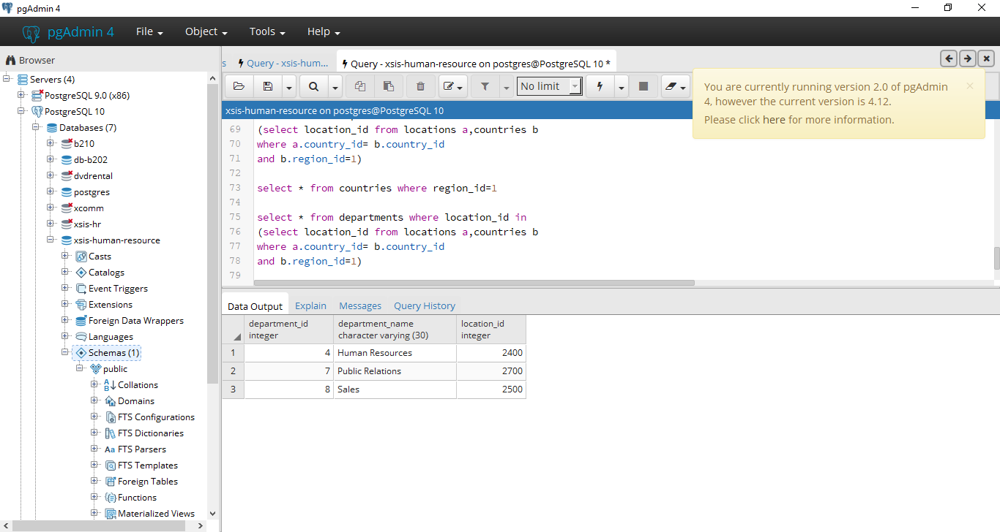 pgAdmin 4
pgAdmin 4
File
Object
Tools
Help
Browser
Servers (4)
PostgreSQL 9.0 (x86)
PostgreSQL 10
Databases (7)
b210
db-b202
dvdrental
postgres
xcomm
xsis-hr
xsis-human-resource
Casts
Catalogs
Event Triggers
Extensions
Foreign Data Wrappers
Languages
Schemas (1)
public
Collations
Domains
FTS Configurations
FTS Dictionaries
Aa FTS Parsers
FTS Templates
Foreign Tables
Functions
Materialized Views
s
Query - xsis-hum...
Query - xsis-human-resource on postgres@PostgreSQL 10 *
No limit
You are currently running version 2.0 of pgAdmin
4, however the current version is 4.12.
Please click here for more information.
xsis-human-resource on postgres@PostgreSQL 10
69 (select location_id from locations a,countries b
70 where a.country_id= b.country_id
71 and b.region_id=1)
72
73 select * from countries where region_id=1
74
75 select * from departments where location_id in
76 (select location_id from locations a,countries b
77 where a.country_id= b.country_id
78 and b.region_id=1)
79
Data Output Explain Messages Query History
department_id department_name location_id
integer character varying (30) integer
1 4 Human Resources 2400
2 7 Public Relations 2700
3 8 Sales 2500